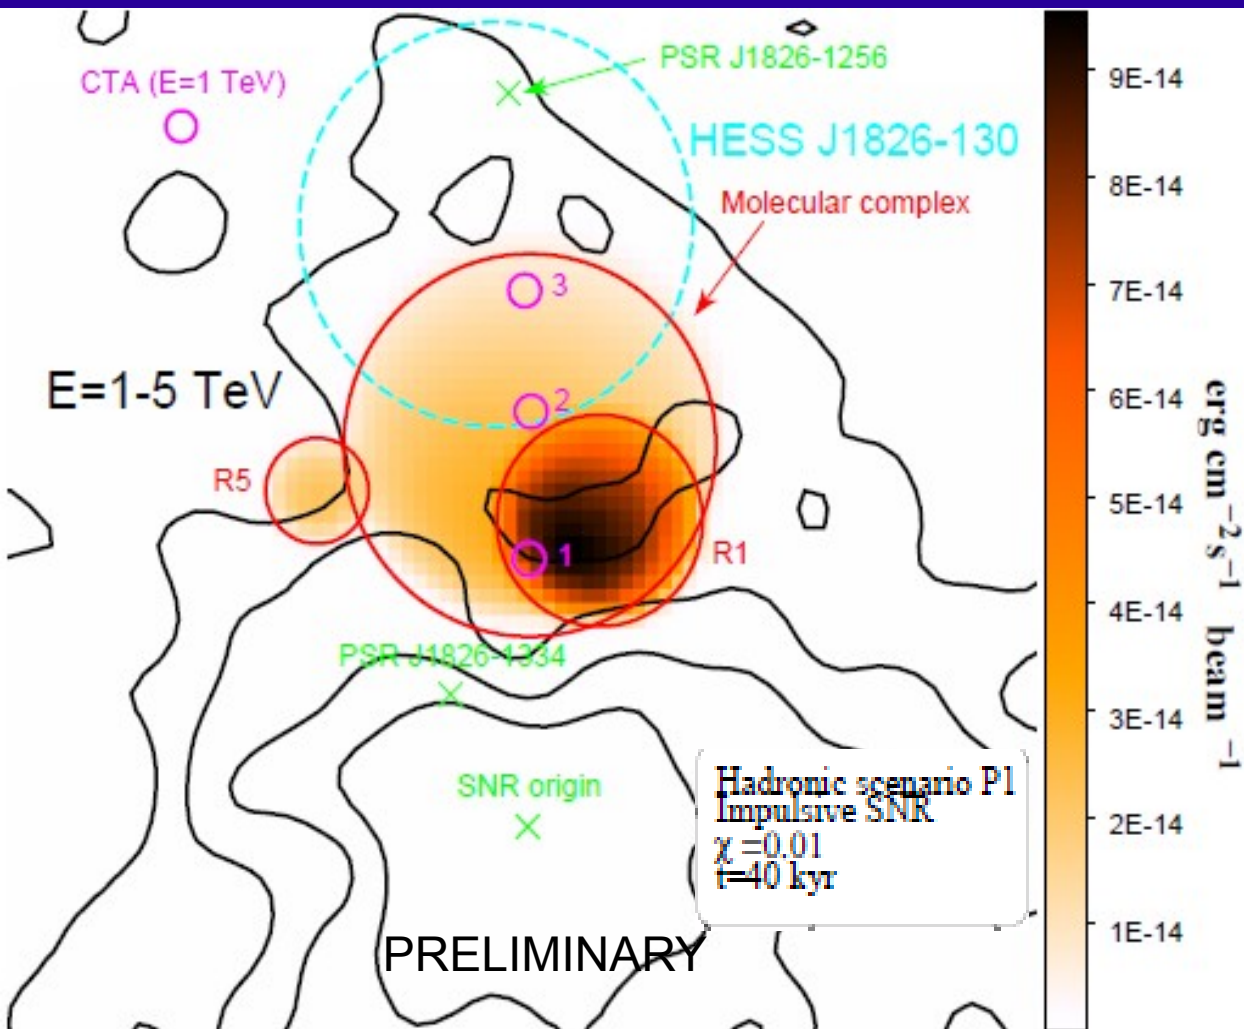 CTA (E=1 TeV)
PSR J1826-1256
HESS J1826-130
Molecular complex
3
E=1-5 TeV
2
R5
1
R1
PSR J1826-1334
SNR origin
Hadronic scenario P1
Impulsive SNR
χ =0.01
t=40 kyr
PRELIMINARY
9E-14
8E-14
7E-14
6E-14
5E-14
4E-14
3E-14
2E-14
1E-14
erg cm⁻² s⁻¹ beam⁻¹